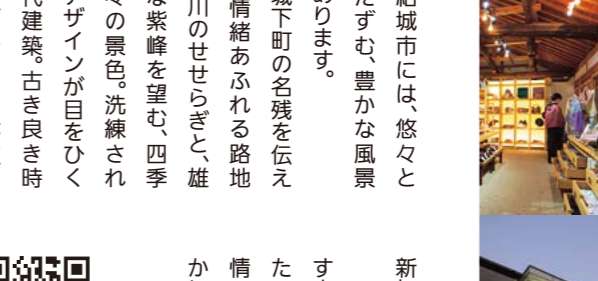 結城市には、悠々と
たずむ、豊かな風景
あります。
城下町の名残を伝え
情緒あふれる路地
川のせせらぎと、雄
な紫峰を望む、四季
々の景色。洗練され
ザインが目をひく
代建築。古き良き時
新
す
た
情
か